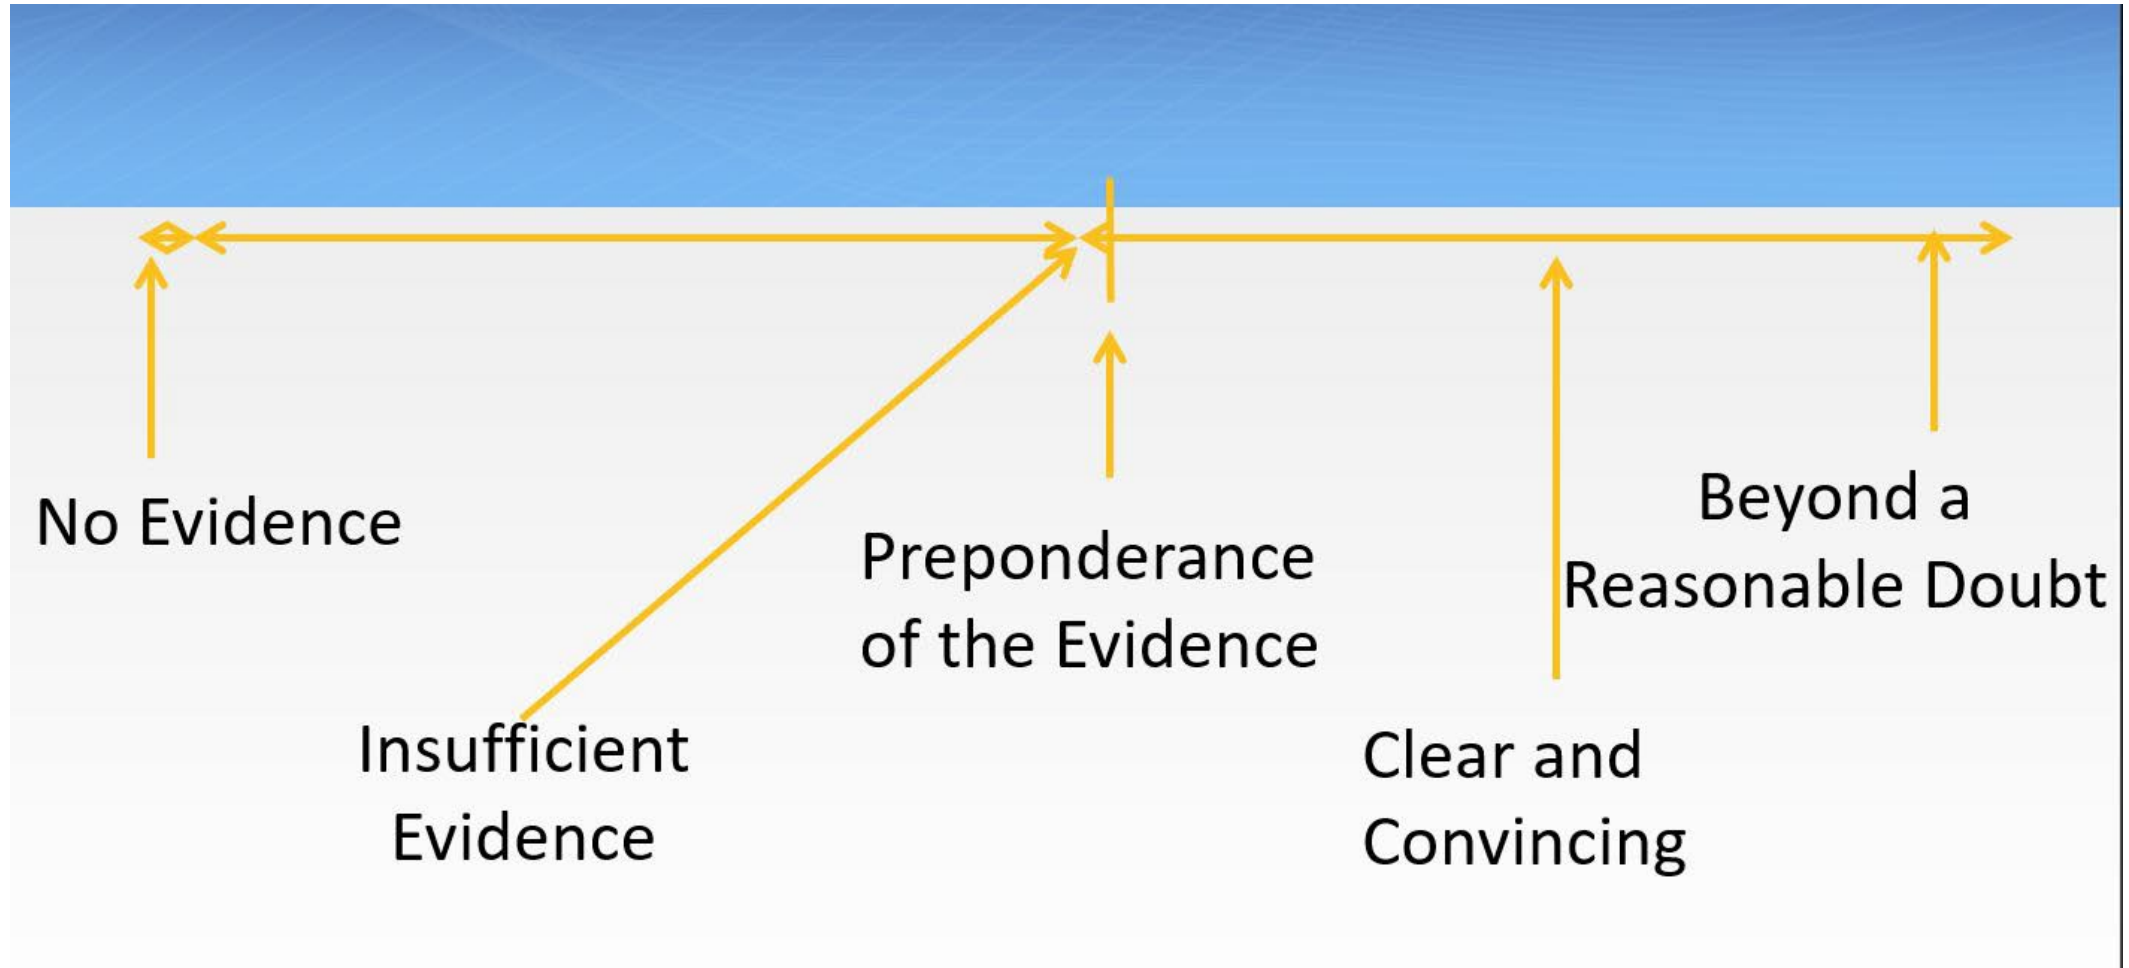 No Evidence
Insufficient
Evidence
Preponderance
of the Evidence
Clear and
Convincing
Beyond a
Reasonable Doubt